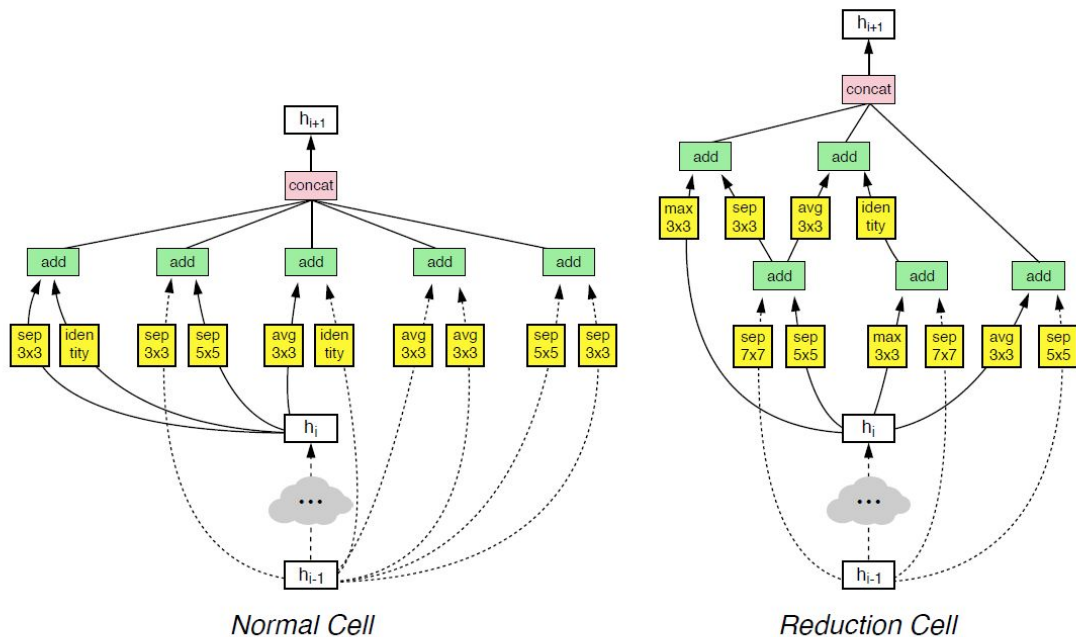 h_{i+1}
concat
add add add add add
sep 3x3
iden tity
sep 3x3
sep 5x5
avg 3x3
iden tity
avg 3x3
avg 3x3
sep 5x5
sep 3x3
h_i
...
h_{i-1}
Normal Cell
h_{i+1}
concat
add add
max 3x3
sep 3x3
avg 3x3
iden tity
add add add
sep 7x7
sep 5x5
max 3x3
sep 7x7
avg 3x3
sep 5x5
h_i
...
h_{i-1}
Reduction Cell